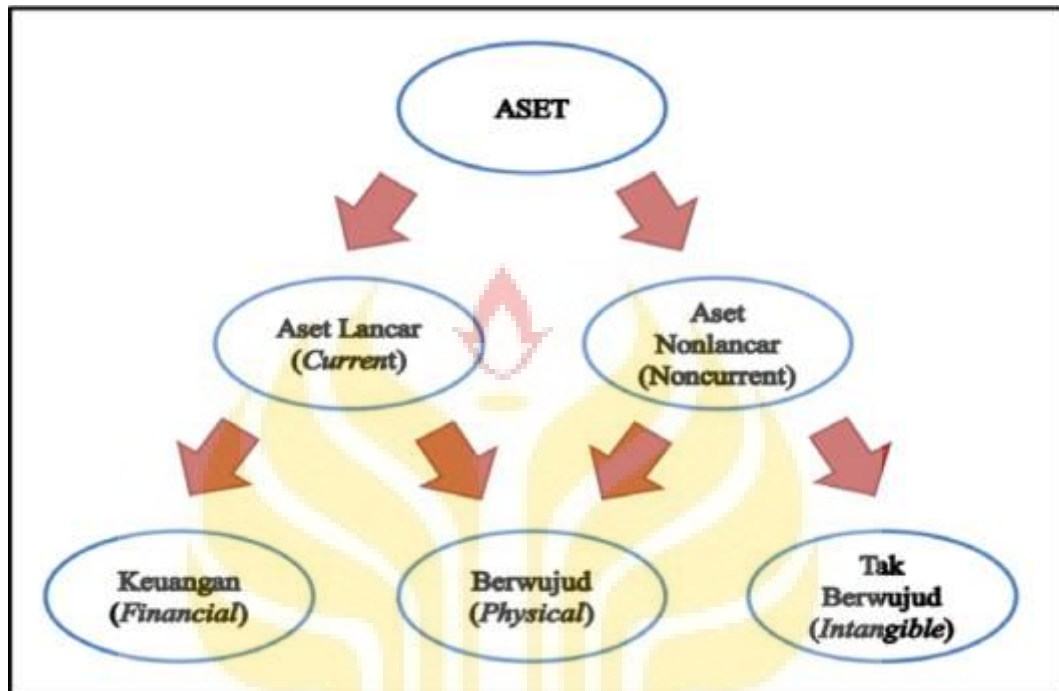 ASET
Aset Lancar
(Current)
Aset
Nonlancar
(Noncurrent)
Keuangan
(Financial)
Berwujud
(Physical)
Tak
Berwujud
(Intangible)